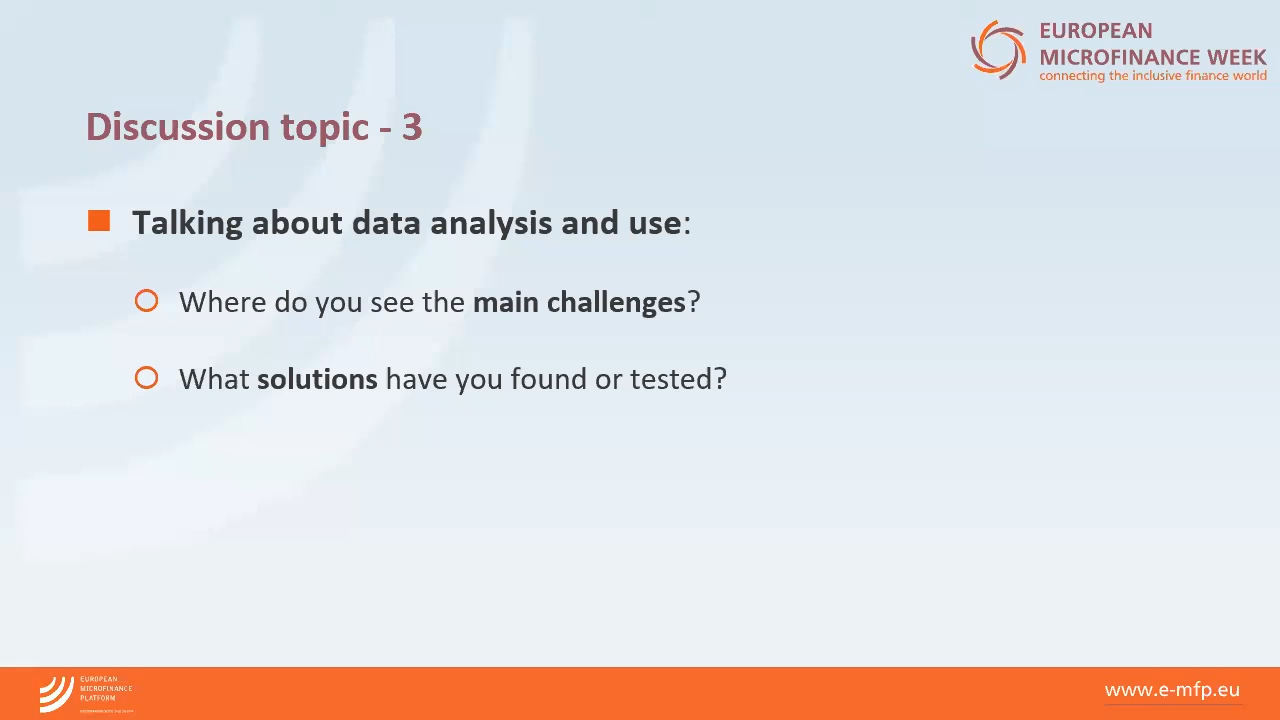 EUROPEAN
MICROFINANCE WEEK
connecting the inclusive finance world
Discussion topic - 3
Talking about data analysis and use:
Where do you see the main challenges?
What solutions have you found or tested?
EUROPEAN
MICROFINANCE
PLATFORM
www.e-mfp.eu